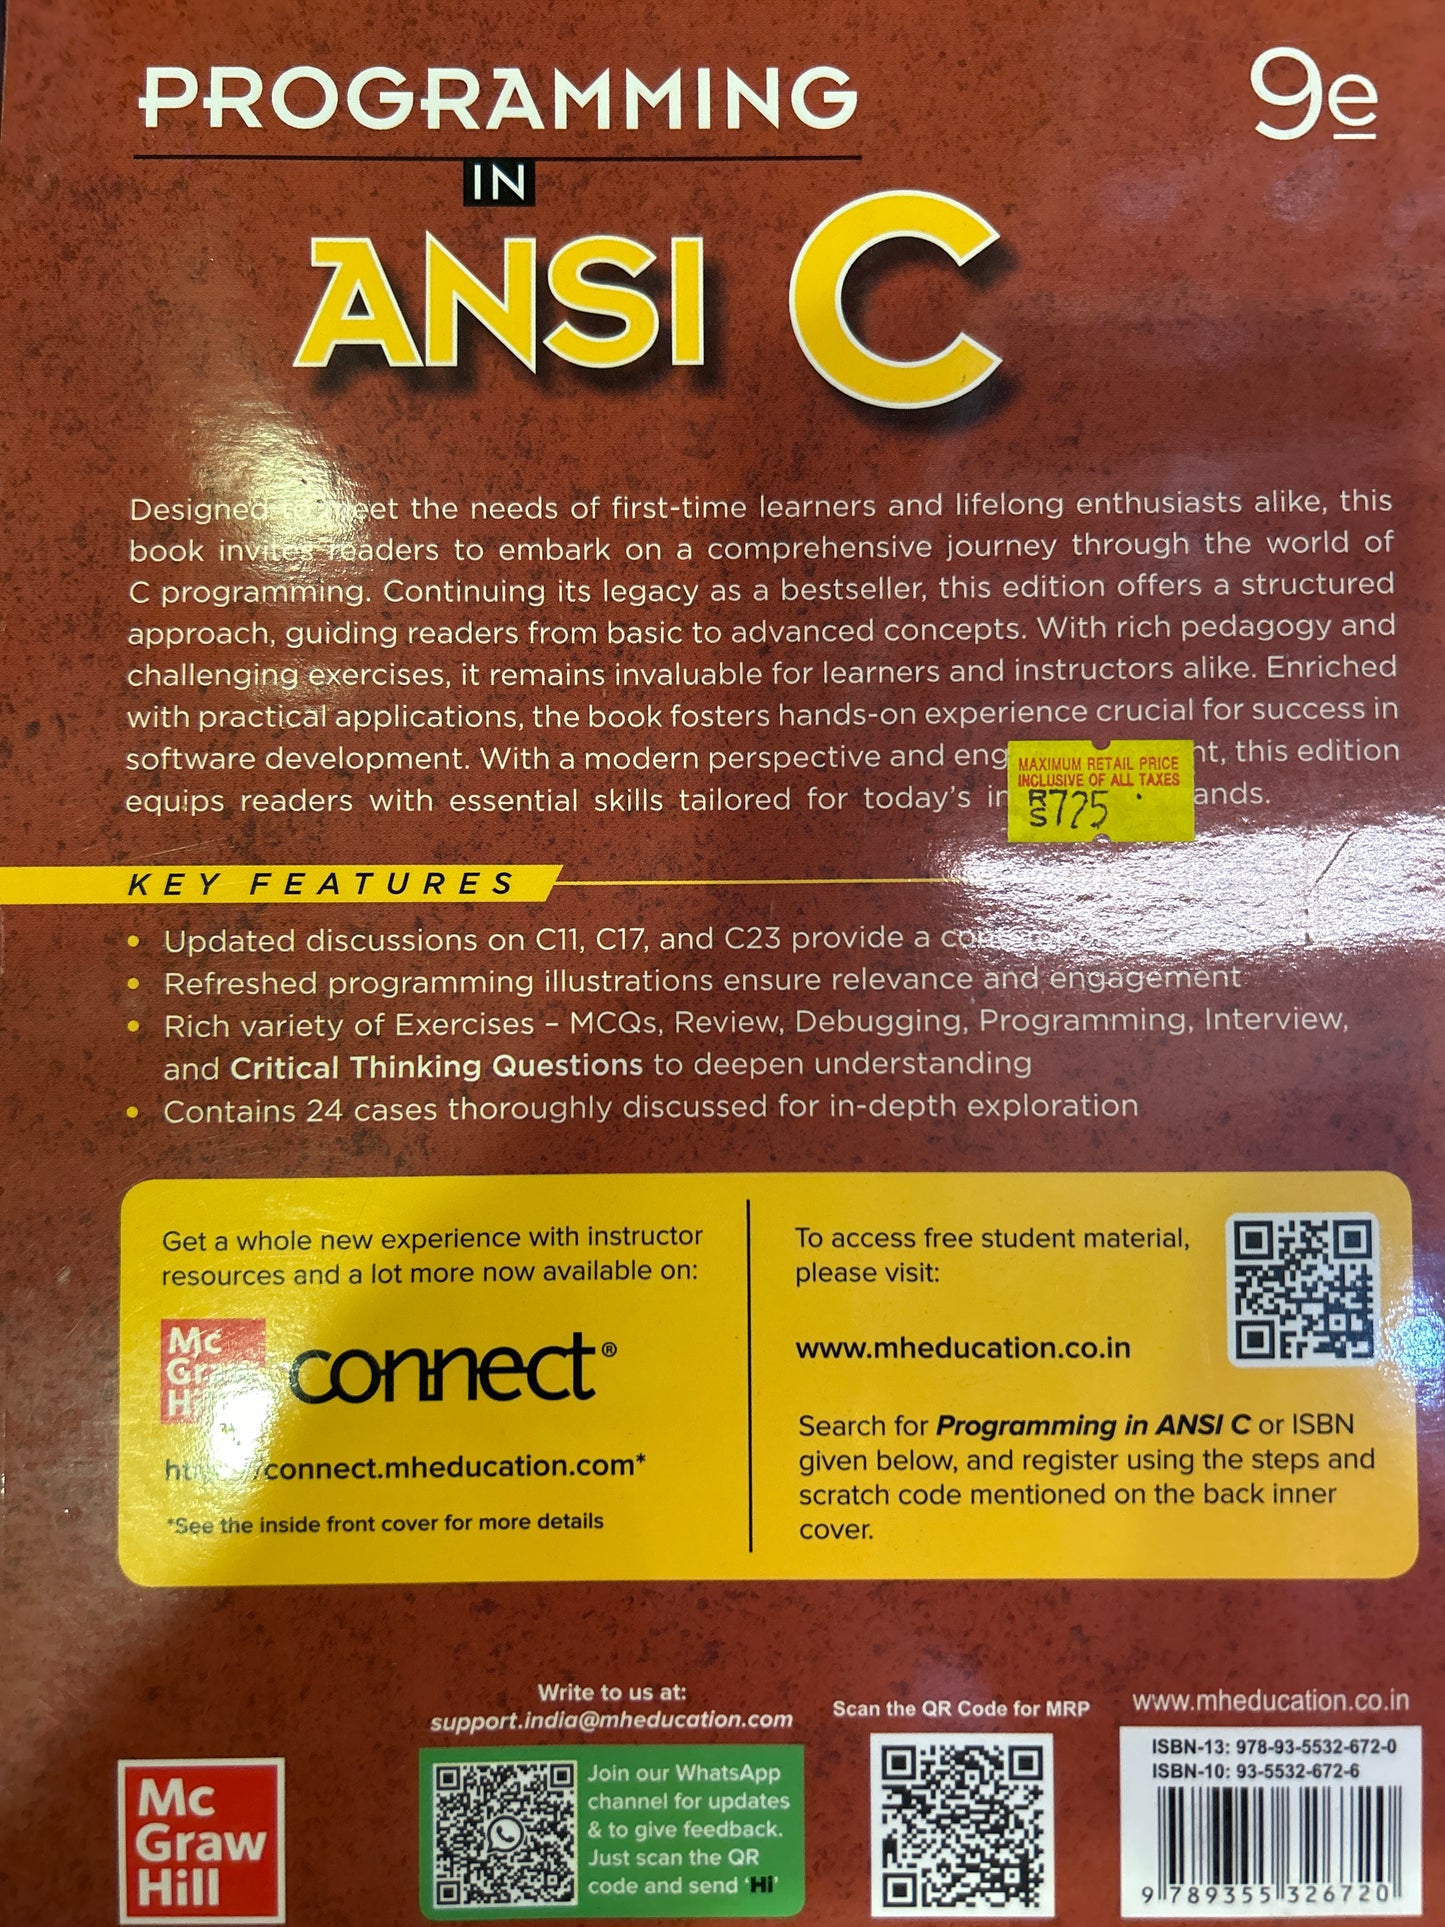 PROGRAMMING
9e
IN
ANSI C
Designed meet the needs of first-time learners and lifelong enthusiasts alike, this
book invites readers to embark on a comprehensive journey through the world of
C programming. Continuing its legacy as a bestseller, this edition offers a structured
approach, guiding readers from basic to advanced concepts. With rich pedagogy and
challenging exercises, it remains invaluable for learners and instructors alike. Enriched
with practical applications, the book fosters hands-on experience crucial for success in
software development. With a modern perspective and this edition
equips readers with essential skills tailored for today's
MAXIMUM RETAIL PRICE
INCLUSIVE OF ALL TAXES
RS 725
KEY FEATURES
• Updated discussions on C11, C17, and C23 provide a
• Refreshed programming illustrations ensure relevance and engagement
• Rich variety of Exercises – MCQs, Review, Debugging, Programming, Interview,
and Critical Thinking Questions to deepen understanding
• Contains 24 cases thoroughly discussed for in-depth exploration
Get a whole new experience with instructor
resources and a lot more now available on:
Mc
Graw
Hill
connect®
connect.mheducation.com*
*See the inside front cover for more details
To access free student material,
please visit:
www.mheducation.co.in
Search for Programming in ANSI C or ISBN
given below, and register using the steps and
scratch code mentioned on the back inner
cover.
Mc
Graw
Hill
Write to us at:
support.india@mheducation.com
Join our WhatsApp
channel for updates
& to give feedback.
Just scan the QR
code and send 'Hi'
Scan the QR Code for MRP
www.mheducation.co.in
ISBN-13: 978-93-5532-672-0
ISBN-10: 93-5532-672-6
9 789355 326720